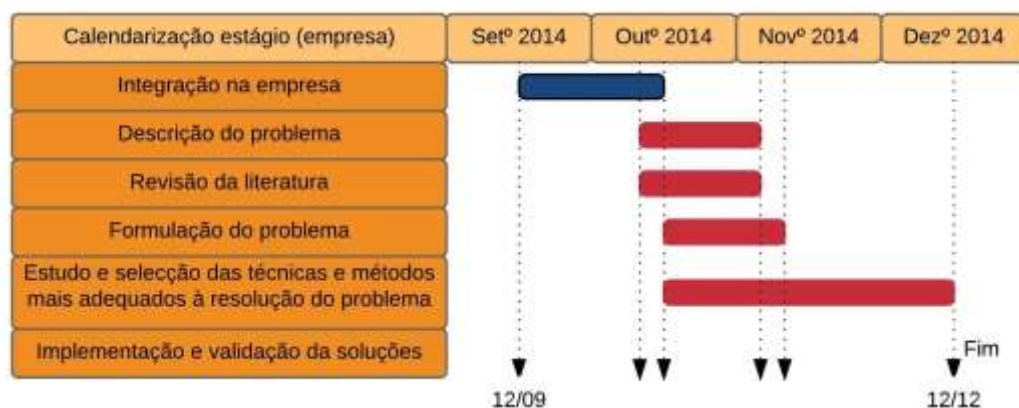 Calendarização estágio (empresa)
Setº 2014
Outº 2014
Novº 2014
Dezº 2014
Integração na empresa
Descrição do problema
Revisão da literatura
Formulação do problema
Estudo e selecção das técnicas e métodos
mais adequados à resolução do problema
Implementação e validação da soluções
Fim
12/09
12/12